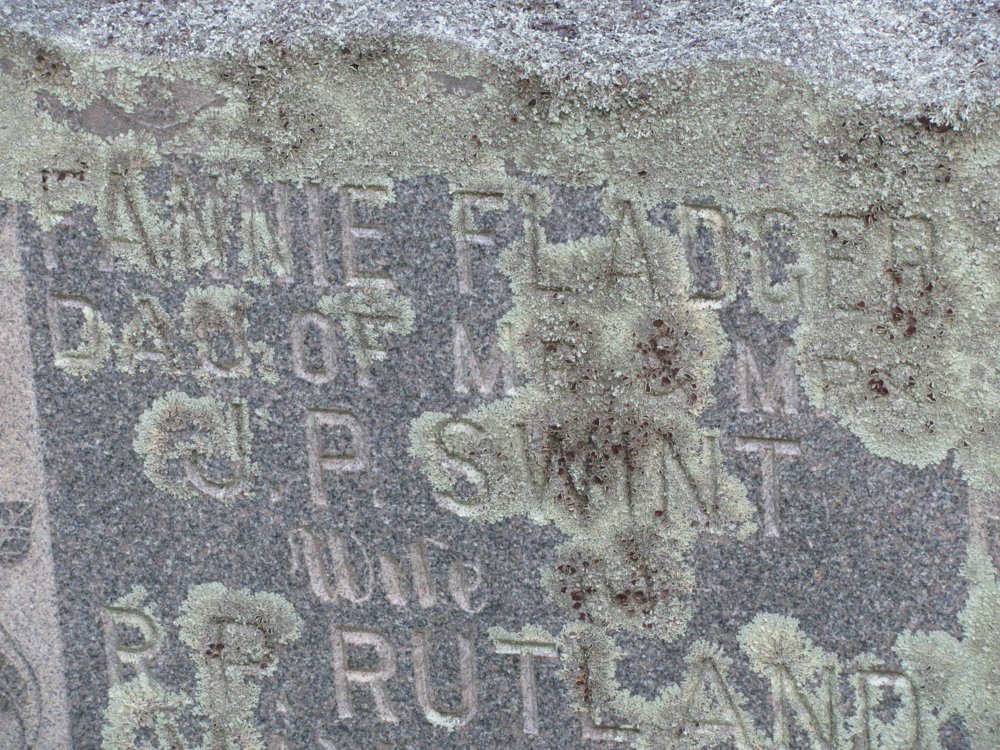 FANNIE FLADGER
DAU. OF MR. & MRS.
J. P. SWINT
Wife
R. P. RUTLAND